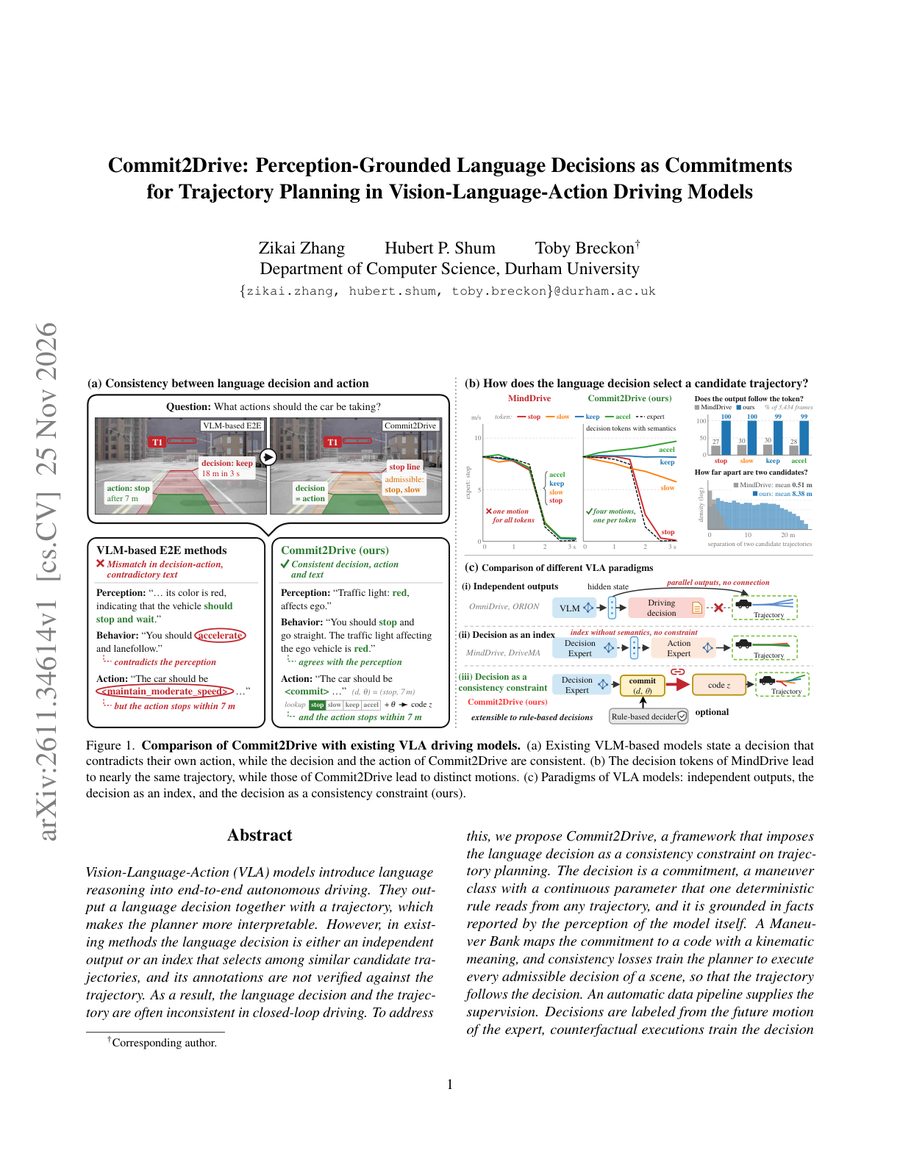 Commit2Drive: Perception-Grounded Language Decisions as Commitments
for Trajectory Planning in Vision-Language-Action Driving Models
Zikai Zhang Hubert P. Shum Toby Breckon†
Department of Computer Science, Durham University
{zikai.zhang, hubert.shum, toby.breckon}@durham.ac.uk
arXiv:2611.34614v1 [cs.CV] 25 Nov 2026
(a) Consistency between language decision and action
Question: What actions should the car be taking?
VLM-based E2E
T1
decision: keep
18 m in 3 s
action: stop
after 7 m
Commit2Drive
T1
stop line
admissible:
stop, slow
decision
= action
VLM-based E2E methods
Mismatch in decision-action,
contradictory text
Perception: “… its color is red,
indicating that the vehicle should
stop and wait.”
Behavior: “You should accelerate
and lanefollow.”
contradicts the perception
Action: “The car should be
<maintain_moderate_speed> …”
but the action stops within 7 m
Commit2Drive (ours)
Consistent decision, action
and text
Perception: “Traffic light: red,
affects ego.”
Behavior: “You should stop and
go straight. The traffic light affecting
the ego vehicle is red.”
agrees with the perception
Action: “The car should be
<commit> …” (d, θ) = (stop, 7 m)
lookup stop slow keep accel + θ code z
and the action stops within 7 m
(b) How does the language decision select a candidate trajectory?
MindDrive Commit2Drive (ours)
m/s token: stop slow keep accel expert
10
5
0
expert: stop
accel
keep
slow
stop
one motion
for all tokens
0 1 2 3 s
decision tokens with semantics
accel
keep
slow
stop
four motions,
one per token
0 1 2 3 s
Does the output follow the token?
MindDrive ours % of 5,434 frames
100
50
0
27 100 30 100 30 99 28 99
stop slow keep accel
How far apart are two candidates?
MindDrive: mean 0.51 m
ours: mean 8.38 m
density (log)
0 10 20 m
separation of two candidate trajectories
(c) Comparison of different VLA paradigms
(i) Independent outputs
OmniDrive, ORION
hidden state
parallel outputs, no connection
VLM
Driving
decision
Trajectory
(ii) Decision as an index
MindDrive, DriveMA
index without semantics, no constraint
Decision
Expert
Action
Expert
Trajectory
(iii) Decision as a
consistency constraint
Commit2Drive (ours)
Decision
Expert
commit
(d, θ)
code z
Trajectory
extensible to rule-based decisions
Rule-based decider
optional
Figure 1. Comparison of Commit2Drive with existing VLA driving models. (a) Existing VLM-based models state a decision that
contradicts their own action, while the decision and the action of Commit2Drive are consistent. (b) The decision tokens of MindDrive lead
to nearly the same trajectory, while those of Commit2Drive lead to distinct motions. (c) Paradigms of VLA models: independent outputs, the
decision as an index, and the decision as a consistency constraint (ours).
Abstract
Vision-Language-Action (VLA) models introduce language
reasoning into end-to-end autonomous driving. They out-
put a language decision together with a trajectory, which
makes the planner more interpretable. However, in exist-
ing methods the language decision is either an independent
output or an index that selects among similar candidate tra-
jectories, and its annotations are not verified against the
trajectory. As a result, the language decision and the trajec-
tory are often inconsistent in closed-loop driving. To address
†Corresponding author.
this, we propose Commit2Drive, a framework that imposes
the language decision as a consistency constraint on trajec-
tory planning. The decision is a commitment, a maneuver
class with a continuous parameter that one deterministic
rule reads from any trajectory, and it is grounded in facts
reported by the perception of the model itself. A Maneu-
ver Bank maps the commitment to a code with a kinematic
meaning, and consistency losses train the planner to execute
every admissible decision of a scene, so that the trajectory
follows the decision. An automatic data pipeline supplies the
supervision. Decisions are labeled from the future motion
of the expert, counterfactual executions train the decision
1